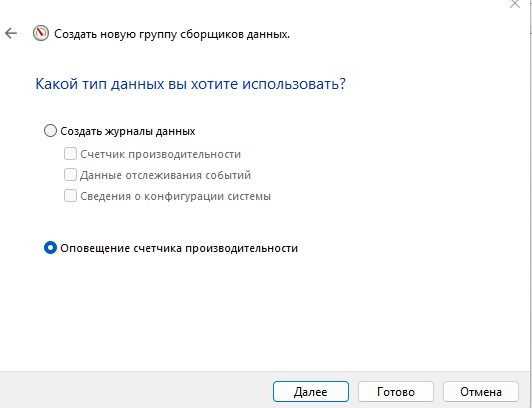 Создать новую группу сборщиков данных.
Какой тип данных вы хотите использовать?
Создать журналы данных
Счетчик производительности
Данные отслеживания событий
Сведения о конфигурации системы
Оповещение счетчика производительности
Далее Готово Отмена